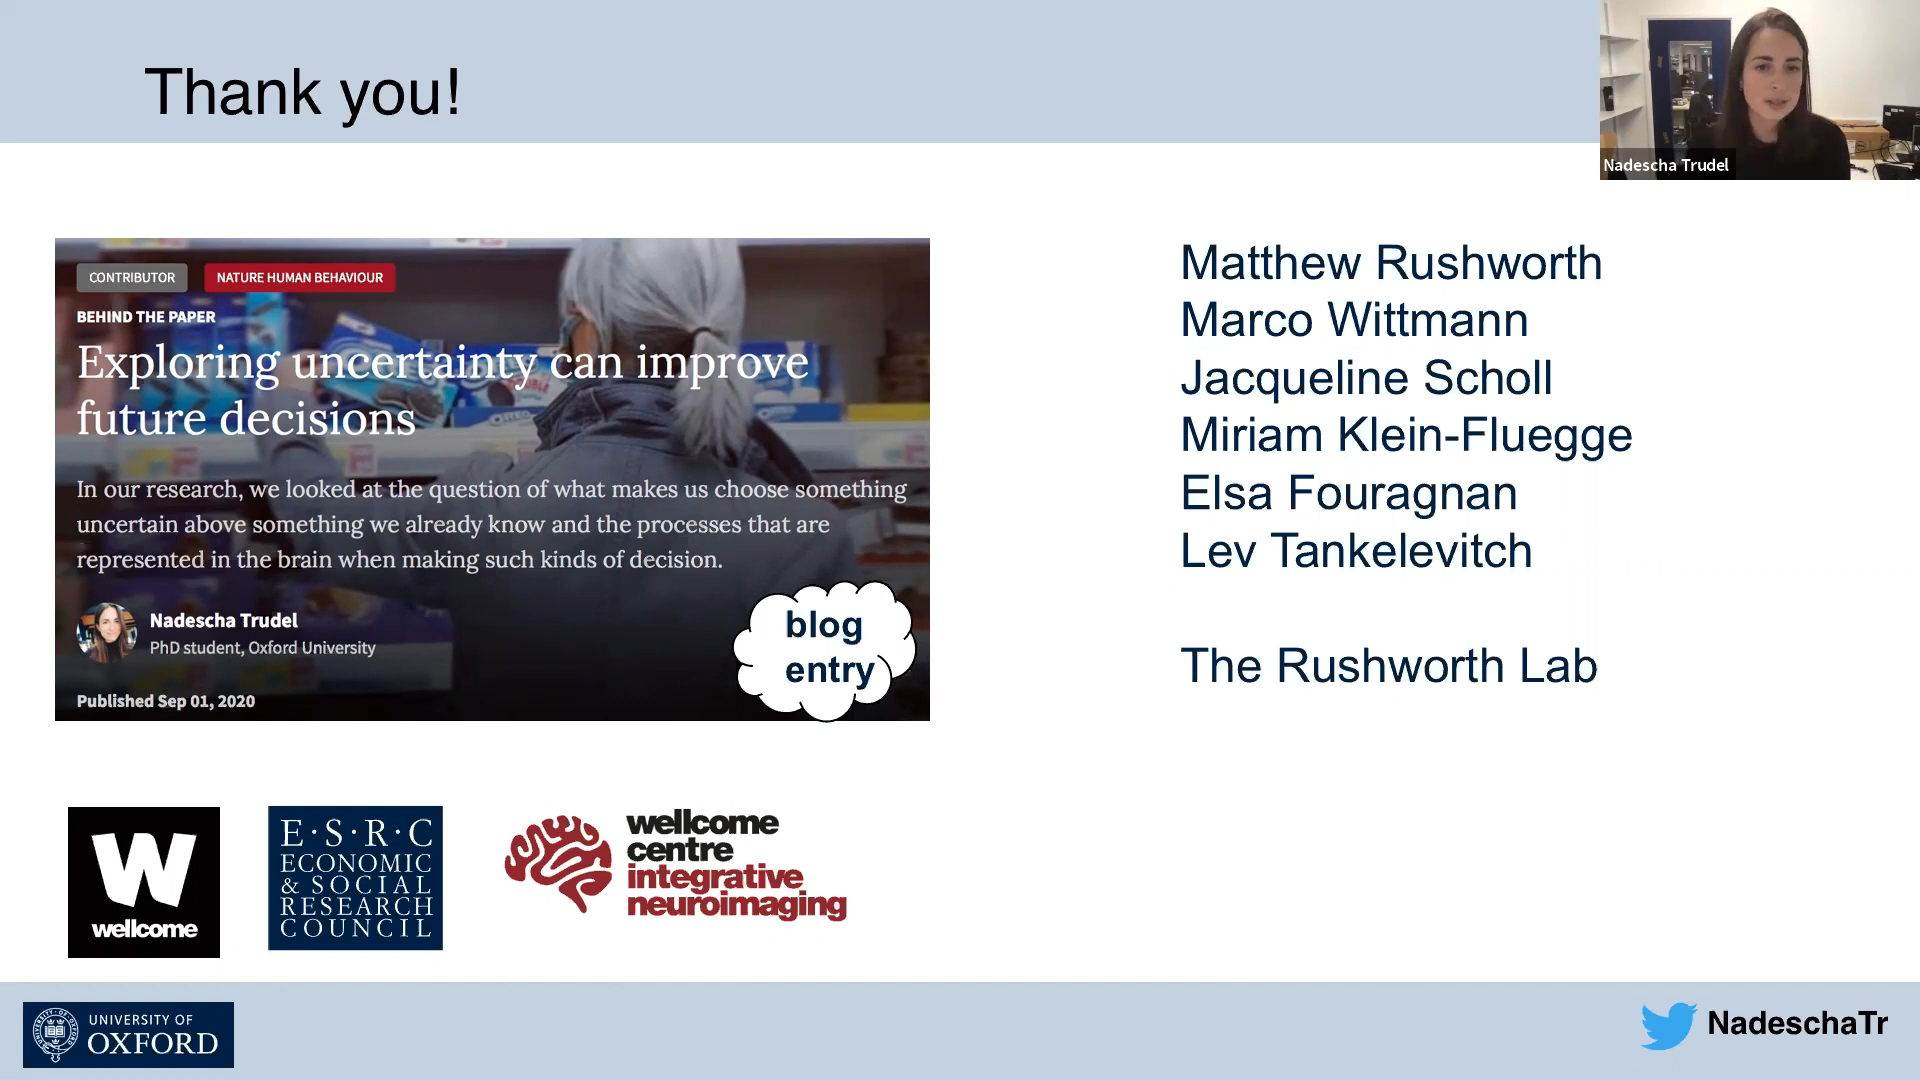 Thank you!
Nadescha Trudel
CONTRIBUTOR
NATURE HUMAN BEHAVIOUR
BEHIND THE PAPER
Exploring uncertainty can improve
future decisions
In our research, we looked at the question of what makes us choose something
uncertain above something we already know and the processes that are
represented in the brain when making such kinds of decision.
Nadescha Trudel
PhD student, Oxford University
Published Sep 01, 2020
blog
entry
Matthew Rushworth
Marco Wittmann
Jacqueline Scholl
Miriam Klein-Fluegge
Elsa Fouragnan
Lev Tankelevitch
The Rushworth Lab
W
wellcome
E·S·R·C
ECONOMIC
& SOCIAL
RESEARCH
COUNCIL
wellcome
centre
integrative
neuroimaging
UNIVERSITY OF
OXFORD
NadeschaTr